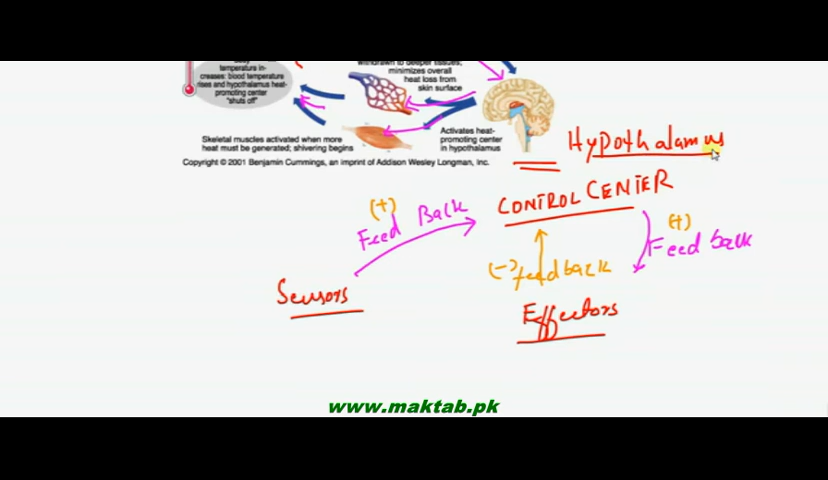 temperature in-
creases: blood temperature
rises and hypothalamus heat-
promoting center
"shuts off"
withdrawn to deeper tissues;
minimizes overall
heat loss from
skin surface
Skeletal muscles activated when more
heat must be generated; shivering begins
Activates heat-
promoting center
in hypothalamus
Copyright © 2001 Benjamin Cummings, an imprint of Addison Wesley Longman, Inc.
Hypothalamus
CONTROL CENTER
(+)
Feed Back
(+)
Feed back
(-) feedback
Sensors
Effectors
www.maktab.pk